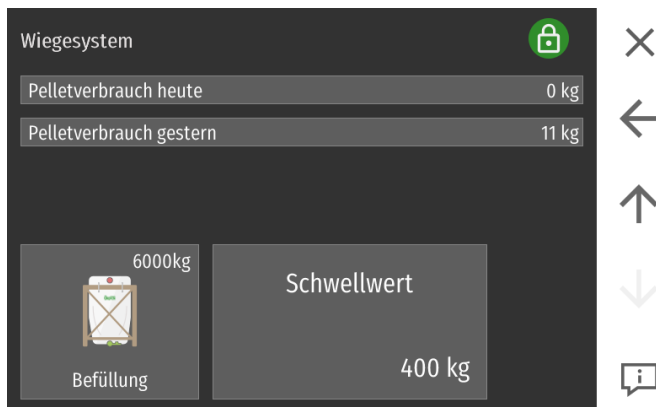 Wiegesystem
Pelletverbrauch heute 0 kg
Pelletverbrauch gestern 11 kg
6000kg
Befüllung
Schwellwert
400 kg